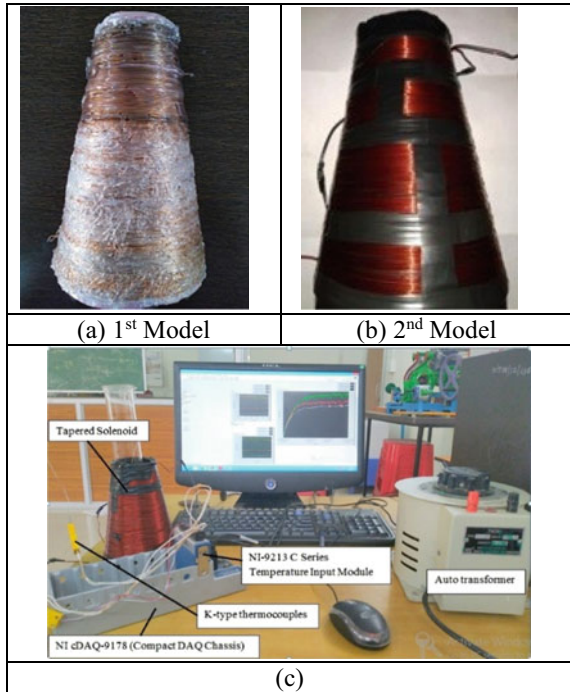 (a) 1st Model
(b) 2nd Model
Tapered Solenoid
NI-9213 C Series
Temperature Input Module
Auto transformer
K-type thermocouples
NI cDAQ-9178 (Compact DAQ Chassis)
(c)